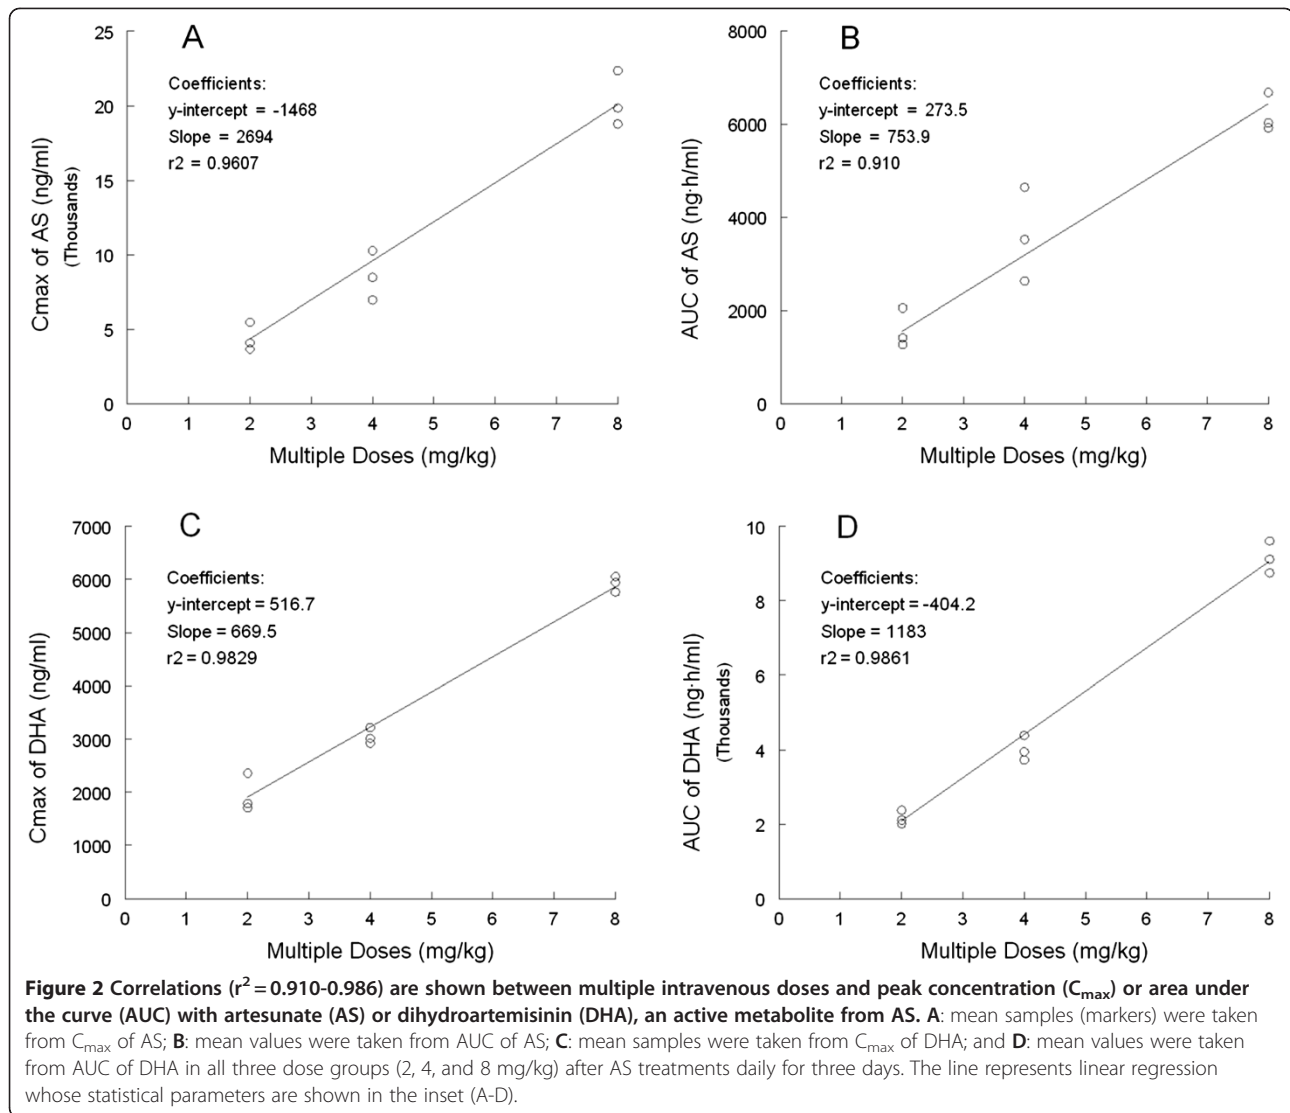 A
Coefficients:
y-intercept = -1468
Slope = 2694
r2 = 0.9607
25
20
15
10
5
0
Cmax of AS (ng/ml)
(Thousands)
0 1 2 3 4 5 6 7 8
Multiple Doses (mg/kg)
B
Coefficients:
y-intercept = 273.5
Slope = 753.9
r2 = 0.910
8000
6000
4000
2000
0
AUC of AS (ng·h/ml)
0 1 2 3 4 5 6 7 8
Multiple Doses (mg/kg)
C
Coefficients:
y-intercept = 516.7
Slope = 669.5
r2 = 0.9829
7000
6000
5000
4000
3000
2000
1000
0
Cmax of DHA (ng/ml)
0 1 2 3 4 5 6 7 8
Multiple Doses (mg/kg)
D
Coefficients:
y-intercept = -404.2
Slope = 1183
r2 = 0.9861
10
8
6
4
2
0
AUC of DHA (ng·h/ml)
(Thousands)
0 1 2 3 4 5 6 7 8
Multiple Doses (mg/kg)
Figure 2 Correlations (r² = 0.910-0.986) are shown between multiple intravenous doses and peak concentration (Cmax) or area under
the curve (AUC) with artesunate (AS) or dihydroartemisinin (DHA), an active metabolite from AS. A: mean samples (markers) were taken
from Cmax of AS; B: mean values were taken from AUC of AS; C: mean samples were taken from Cmax of DHA; and D: mean values were taken
from AUC of DHA in all three dose groups (2, 4, and 8 mg/kg) after AS treatments daily for three days. The line represents linear regression
whose statistical parameters are shown in the inset (A-D).